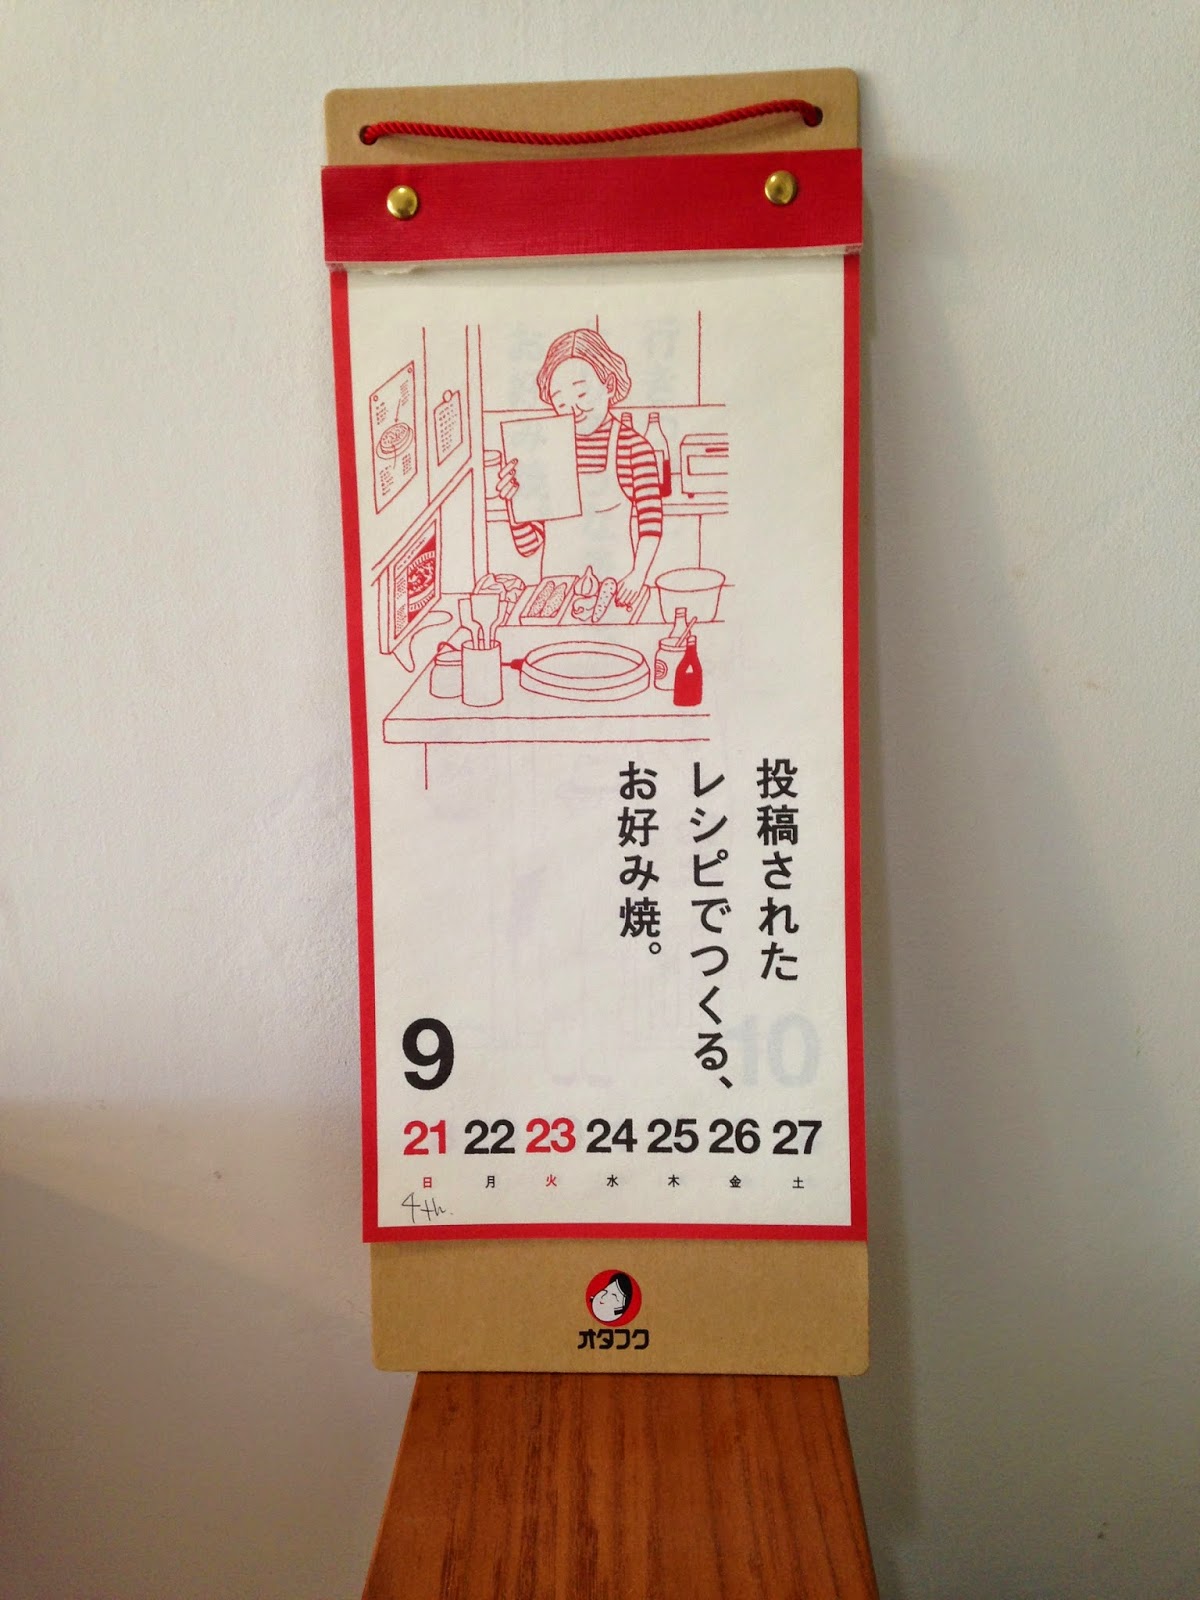 投稿された
レシピでつくる、
お好み焼。
9
21 22 23 24 25 26 27
日 月 火 水 木 金 土
4th.
オタフク